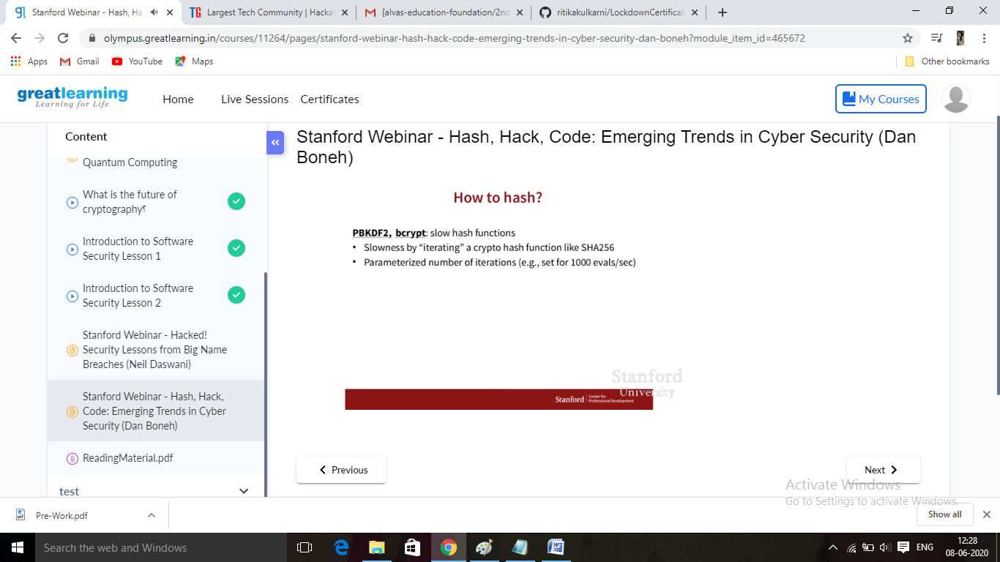 Stanford Webinar - Hash, Ha
Largest Tech Community | Hacka
[alvas-education-foundation/2nd
ritikakulkarni/LockdownCertificat
olympus.greatlearning.in/courses/11264/pages/stanford-webinar-hash-hack-code-emerging-trends-in-cyber-security-dan-boneh?module_item_id=465672
Apps
Gmail
YouTube
Maps
Other bookmarks
greatlearning
Learning for Life
Home
Live Sessions
Certificates
My Courses
Content
Quantum Computing
What is the future of
cryptography?
Introduction to Software
Security Lesson 1
Introduction to Software
Security Lesson 2
Stanford Webinar - Hacked!
Security Lessons from Big Name
Breaches (Neil Daswani)
Stanford Webinar - Hash, Hack,
Code: Emerging Trends in Cyber
Security (Dan Boneh)
ReadingMaterial.pdf
test
Stanford Webinar - Hash, Hack, Code: Emerging Trends in Cyber Security (Dan
Boneh)
How to hash?
PBKDF2, bcrypt: slow hash functions
• Slowness by “iterating” a crypto hash function like SHA256
• Parameterized number of iterations (e.g., set for 1000 evals/sec)
Stanford
University
Stanford | Center for
Professional Development
Previous
Next
Activate Windows
Go to Settings to activate Windows.
Pre-Work.pdf
Show all
Search the web and Windows
ENG
12:28
08-06-2020